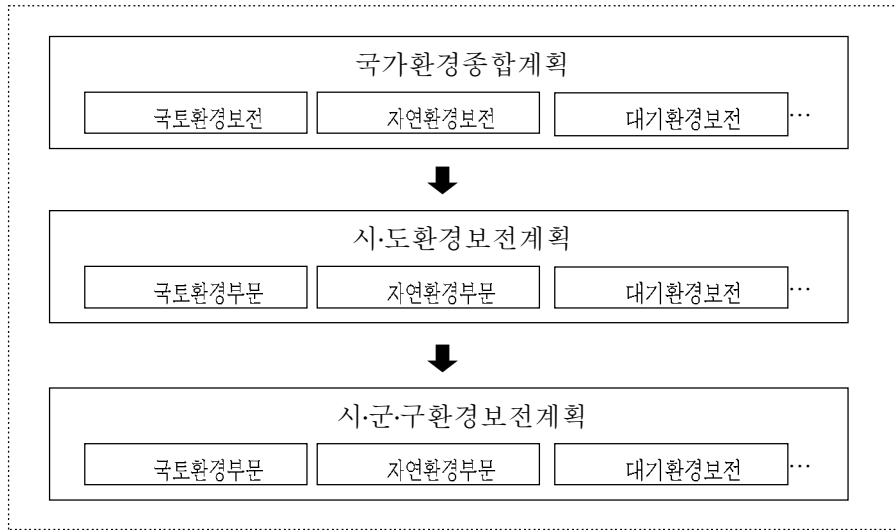 국가환경종합계획
국토환경보전 자연환경보전 대기환경보전 …
시·도환경보전계획
국토환경부문 자연환경부문 대기환경보전 …
시·군·구환경보전계획
국토환경부문 자연환경부문 대기환경보전 …